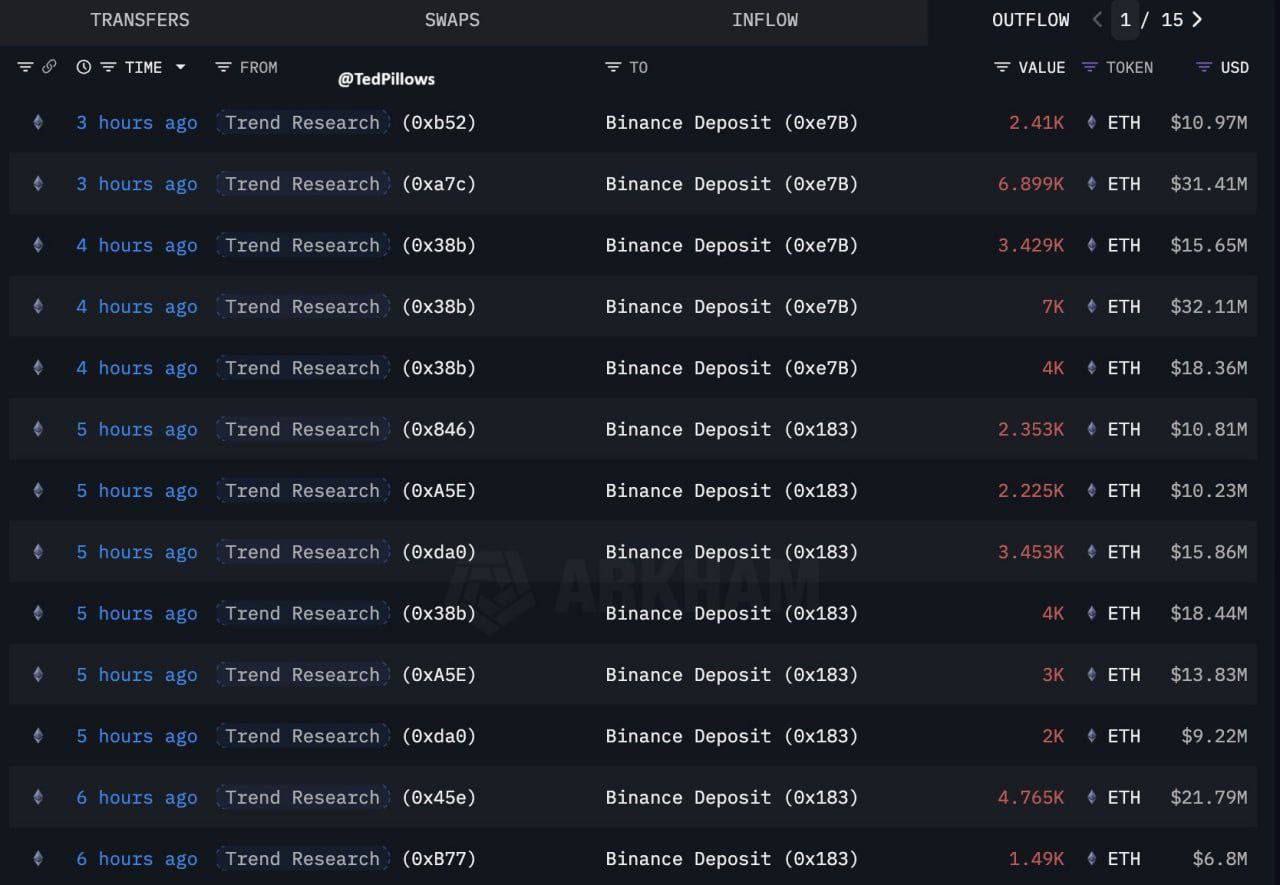 TRANSFERS SWAPS INFLOW OUTFLOW 1 / 15
TIME FROM TO VALUE TOKEN USD
@TedPillows
3 hours ago Trend Research (0xb52) Binance Deposit (0xe7B) 2.41K ETH $10.97M
3 hours ago Trend Research (0xa7c) Binance Deposit (0xe7B) 6.899K ETH $31.41M
4 hours ago Trend Research (0x38b) Binance Deposit (0xe7B) 3.429K ETH $15.65M
4 hours ago Trend Research (0x38b) Binance Deposit (0xe7B) 7K ETH $32.11M
4 hours ago Trend Research (0x38b) Binance Deposit (0xe7B) 4K ETH $18.36M
5 hours ago Trend Research (0x846) Binance Deposit (0x183) 2.353K ETH $10.81M
5 hours ago Trend Research (0xA5E) Binance Deposit (0x183) 2.225K ETH $10.23M
5 hours ago Trend Research (0xda0) Binance Deposit (0x183) 3.453K ETH $15.86M
ARKHAM
5 hours ago Trend Research (0x38b) Binance Deposit (0x183) 4K ETH $18.44M
5 hours ago Trend Research (0xA5E) Binance Deposit (0x183) 3K ETH $13.83M
5 hours ago Trend Research (0xda0) Binance Deposit (0x183) 2K ETH $9.22M
6 hours ago Trend Research (0x45e) Binance Deposit (0x183) 4.765K ETH $21.79M
6 hours ago Trend Research (0xB77) Binance Deposit (0x183) 1.49K ETH $6.8M